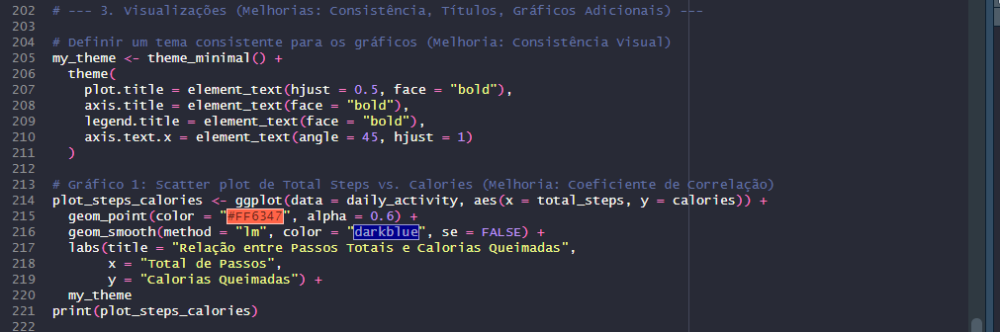 202 # --- 3. Visualizações (Melhorias: Consistência, Títulos, Gráficos Adicionais) ---
203
204 # Definir um tema consistente para os gráficos (Melhoria: Consistência Visual)
205 my_theme <- theme_minimal() +
206   theme(
207     plot.title = element_text(hjust = 0.5, face = "bold"),
208     axis.title = element_text(face = "bold"),
209     legend.title = element_text(face = "bold"),
210     axis.text.x = element_text(angle = 45, hjust = 1)
211   )
212
213 # Gráfico 1: Scatter plot de Total Steps vs. Calories (Melhoria: Coeficiente de Correlação)
214 plot_steps_calories <- ggplot(data = daily_activity, aes(x = total_steps, y = calories)) +
215   geom_point(color = "#FF6347", alpha = 0.6) +
216   geom_smooth(method = "lm", color = "darkblue", se = FALSE) +
217   labs(title = "Relação entre Passos Totais e Calorias Queimadas",
218        x = "Total de Passos",
219        y = "Calorias Queimadas") +
220   my_theme
221 print(plot_steps_calories)
222